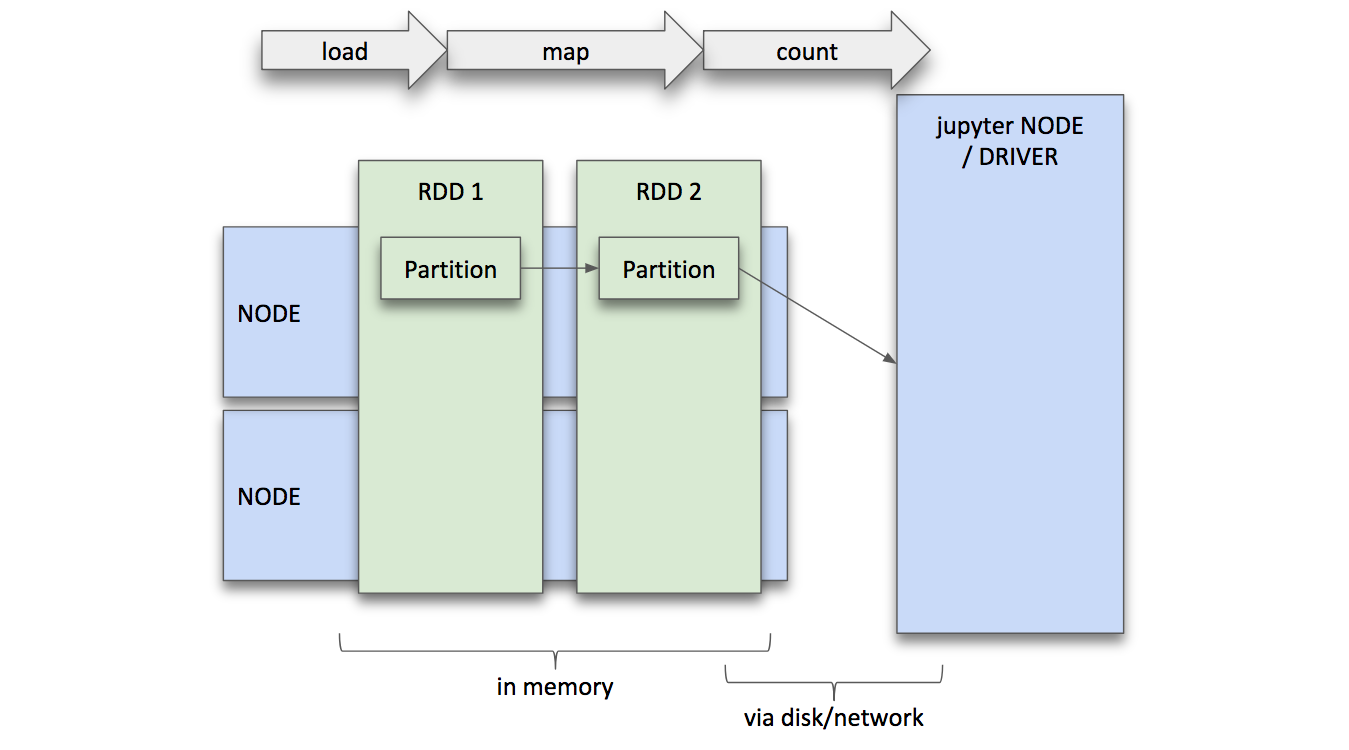 load
map
count
jupyter NODE
/ DRIVER
RDD 1
RDD 2
Partition
Partition
NODE
NODE
in memory
via disk/network